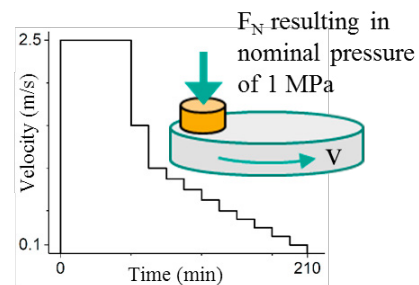 F_N resulting in
nominal pressure
of 1 MPa
2.5
Velocity (m/s)
V
0.1
0
210
Time (min)